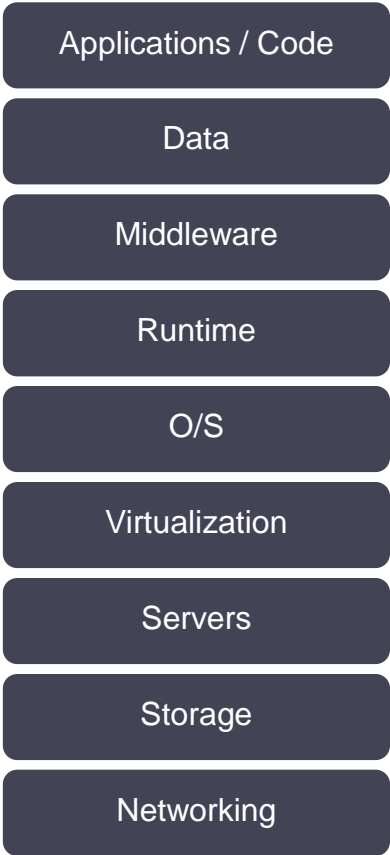 Applications / Code
Data
Middleware
Runtime
O/S
Virtualization
Servers
Storage
Networking